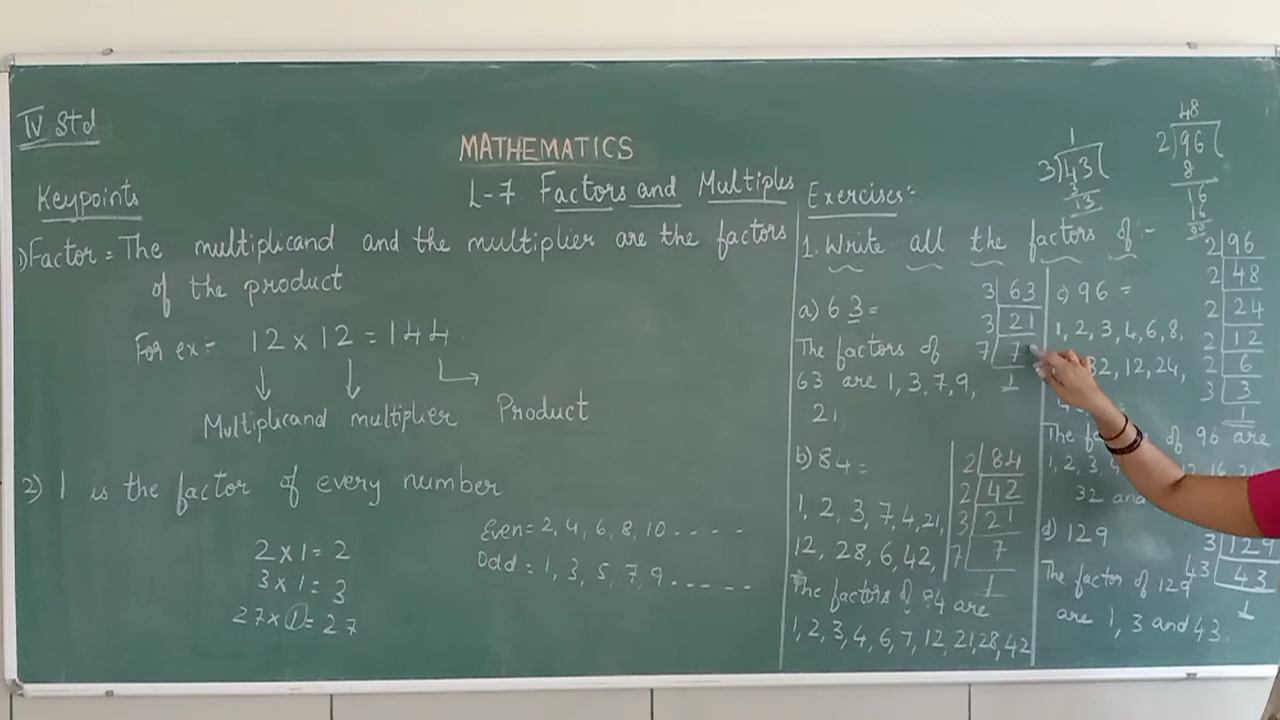 IV Std
MATHEMATICS
L-7 Factors and Multiples
Keypoints
1) Factor = The multiplicand and the multiplier are the factors
of the product
For ex:- 12 x 12 = 144
Multiplicand multiplier Product
2) 1 is the factor of every number
2 x 1 = 2
3 x 1 = 3
27 x 1 = 27
Even = 2, 4, 6, 8, 10 . . . . - -
Odd = 1, 3, 5, 7, 9 . . . . . . .
Exercises:-
1
3)43(
3
13
48
2)96(
8
16
16
1. Write all the factors of :-
a) 63 =
The factors of
63 are 1, 3, 7, 9,
21,
3 63
3 21
7 7
1
b) 84 =
1, 2, 3, 7, 4, 21,
12, 28, 6, 42,
The factors of 84 are
1, 2, 3, 4, 6, 7, 12, 21, 28, 42
2 84
2 42
3 21
7 7
1
c) 96 =
1, 2, 3, 4, 6, 8,
32, 12, 24,
The of 96 are
1, 2, 3,
32 and
2 96
2 48
2 24
2 12
2 6
3 3
1
d) 129
The factor of 129
are 1, 3 and 43.
3 129
43 43
1